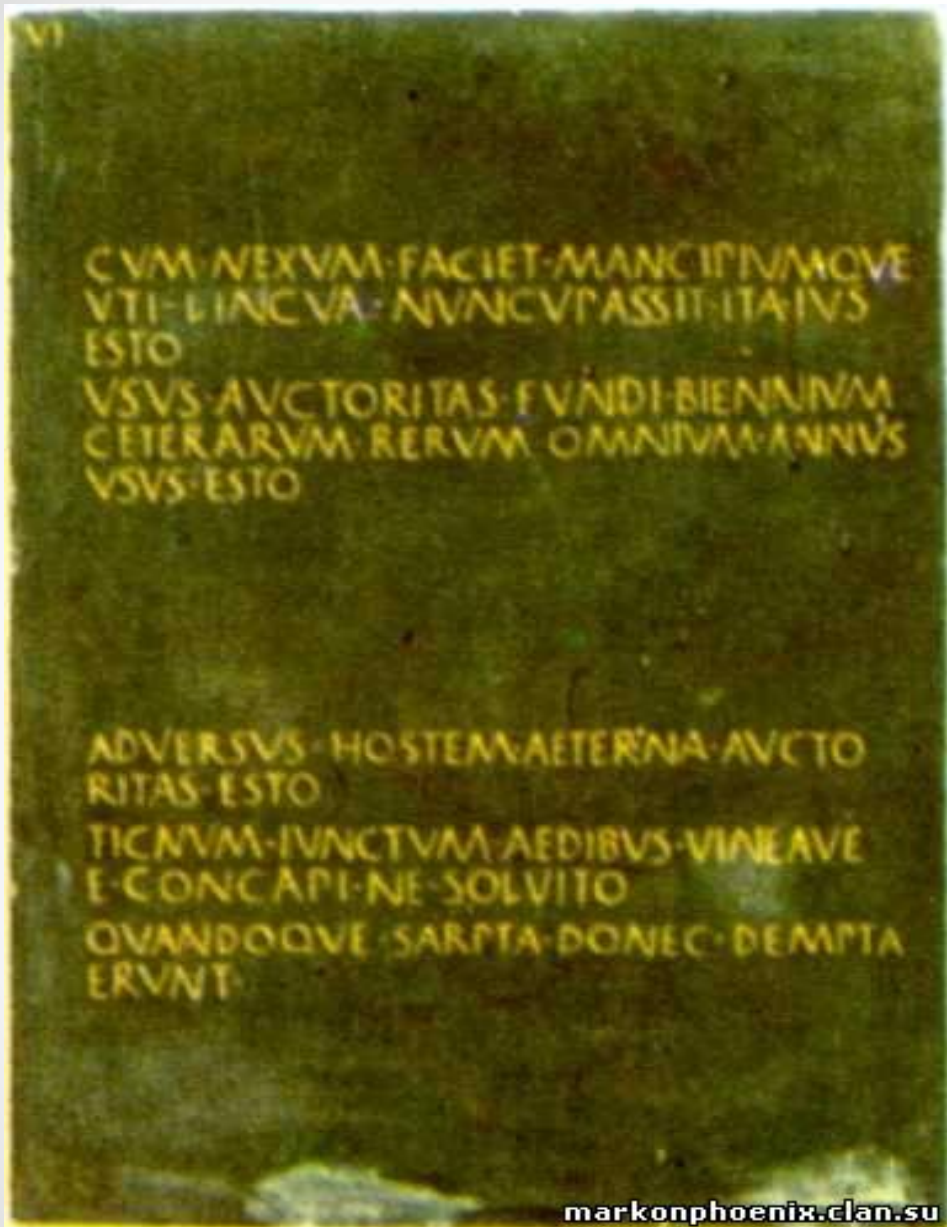 VI
CVM·NEXVM·FACIET·MANCIPIVMQVE
VTI·LINGVA·NVNCVPASSIT·ITA·IVS
ESTO
VSVS·AVCTORITAS·FVNDI·BIENNIVM
CETERARVM·RERVM·OMNIVM·ANNVS
VSVS·ESTO
ADVERSVS·HOSTEM·AETERNA·AVCTO
RITAS·ESTO
TIGNVM·IVNCTVM·AEDIBVS·VINEAVE
E·CONCAPI·NE·SOLVITO
QVANDOQVE·SARPTA·DONEC·DEMPTA
ERVNT·
markonphoenix.clan.su